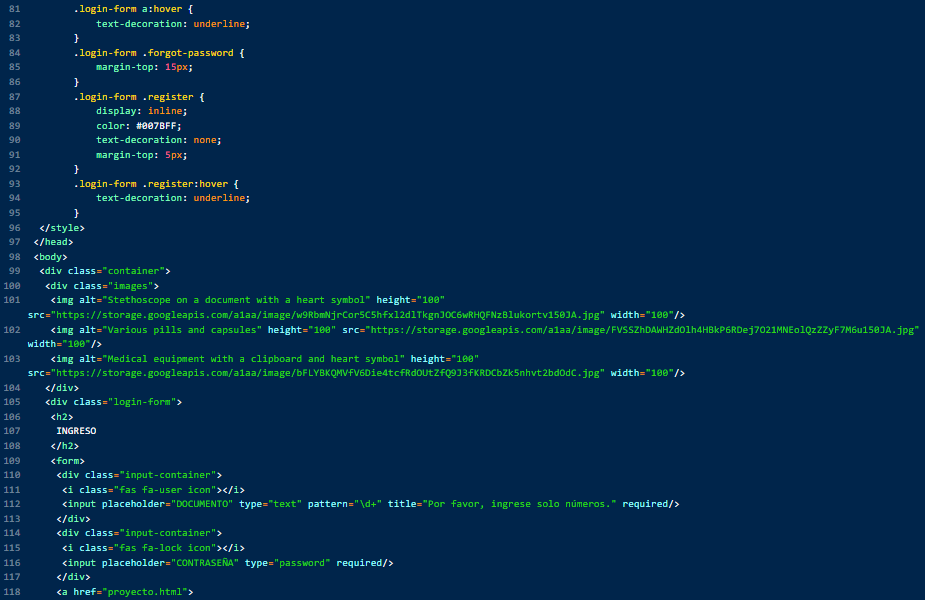 81 .login-form a:hover {
82 text-decoration: underline;
83 }
84 .login-form .forgot-password {
85 margin-top: 15px;
86 }
87 .login-form .register {
88 display: inline;
89 color: #007BFF;
90 text-decoration: none;
91 margin-top: 5px;
92 }
93 .login-form .register:hover {
94 text-decoration: underline;
95 }
96 </style>
97 </head>
98 <body>
99 <div class="container">
100 <div class="images">
101 <img alt="Stethoscope on a document with a heart symbol" height="100"
src="https://storage.googleapis.com/a1aa/image/w9RbmNjrCor5C5hfxl2dlTkgnJOC6wRHQFNzBlukortv150JA.jpg" width="100"/>
102 <img alt="Various pills and capsules" height="100" src="https://storage.googleapis.com/a1aa/image/FVSSZhDAWHZdOlh4HBkP6RDej7O21MNEolQzZZyF7M6u150JA.jpg"
width="100"/>
103 <img alt="Medical equipment with a clipboard and heart symbol" height="100"
src="https://storage.googleapis.com/a1aa/image/bFLYBKQMVfV6Die4tcfRdOUtZfQ9J3fKRDCbZk5nhvt2bdOdC.jpg" width="100"/>
104 </div>
105 <div class="login-form">
106 <h2>
107 INGRESO
108 </h2>
109 <form>
110 <div class="input-container">
111 <i class="fas fa-user icon"></i>
112 <input placeholder="DOCUMENTO" type="text" pattern="\d+" title="Por favor, ingrese solo números." required/>
113 </div>
114 <div class="input-container">
115 <i class="fas fa-lock icon"></i>
116 <input placeholder="CONTRASEÑA" type="password" required/>
117 </div>
118 <a href="proyecto.html">